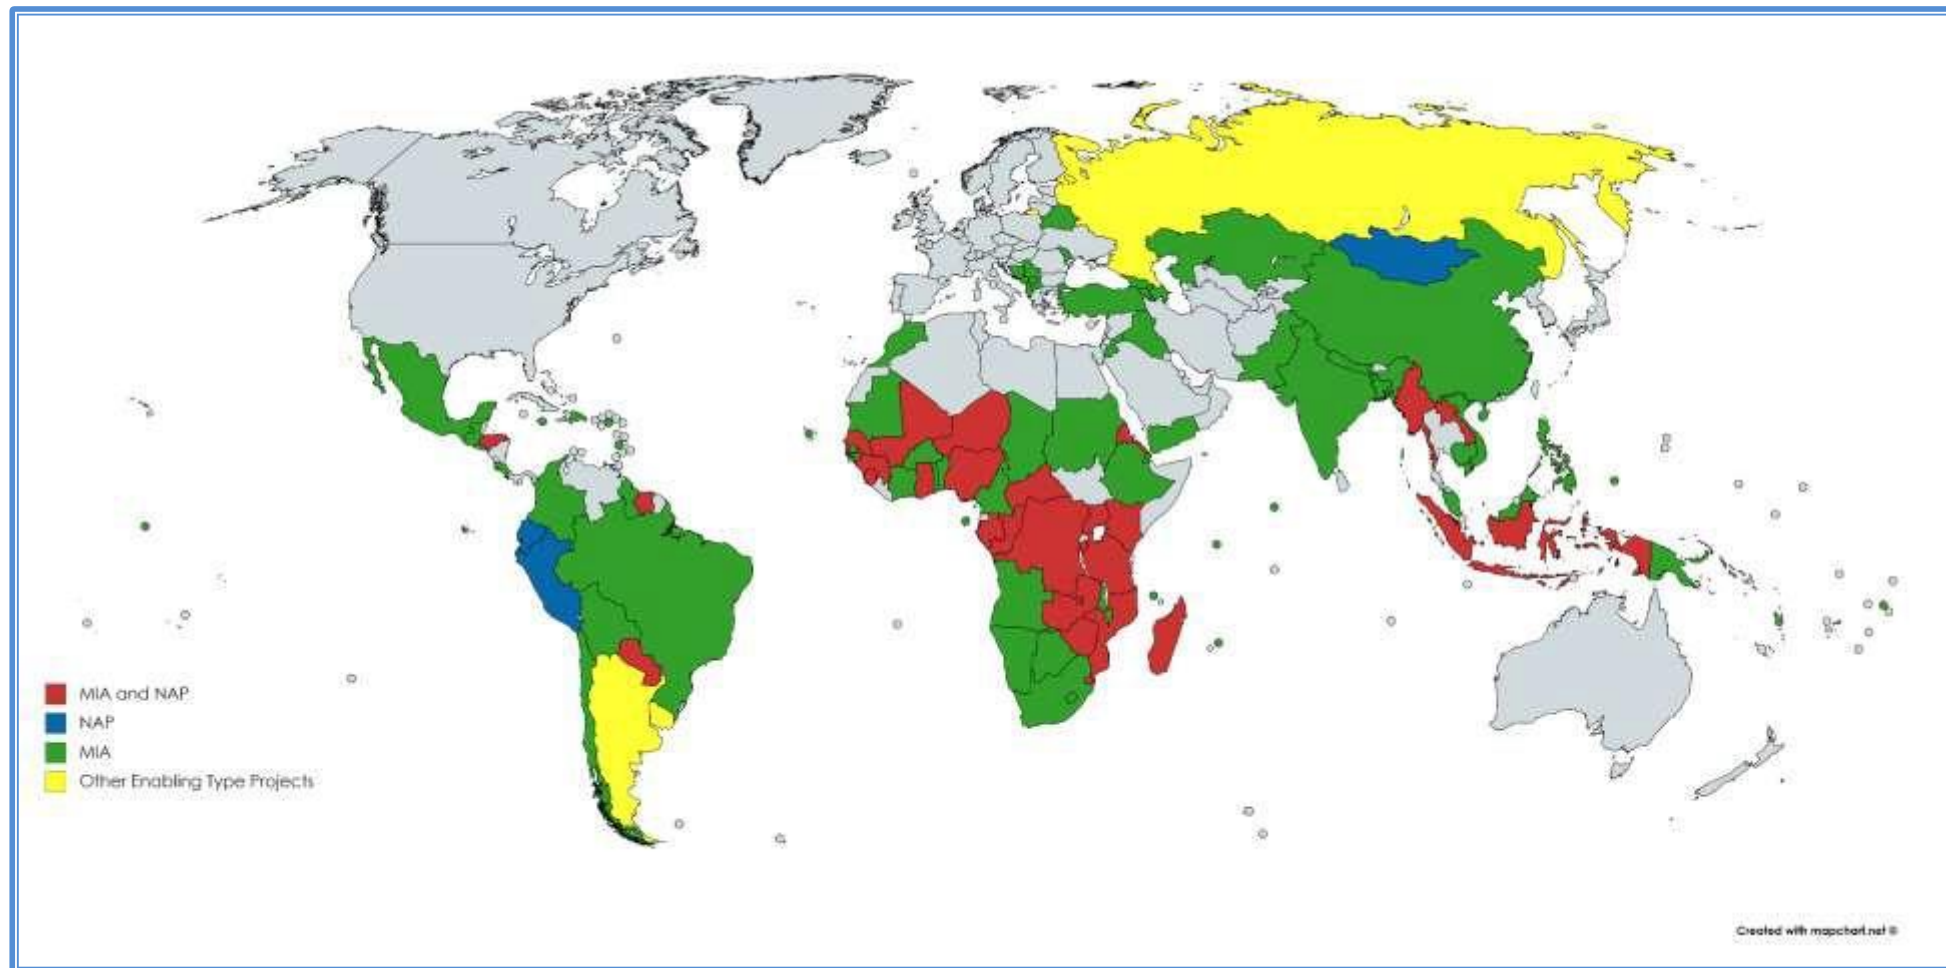 MIA and NAP
NAP
MIA
Other Enabling Type Projects
Created with mapchart.net ©